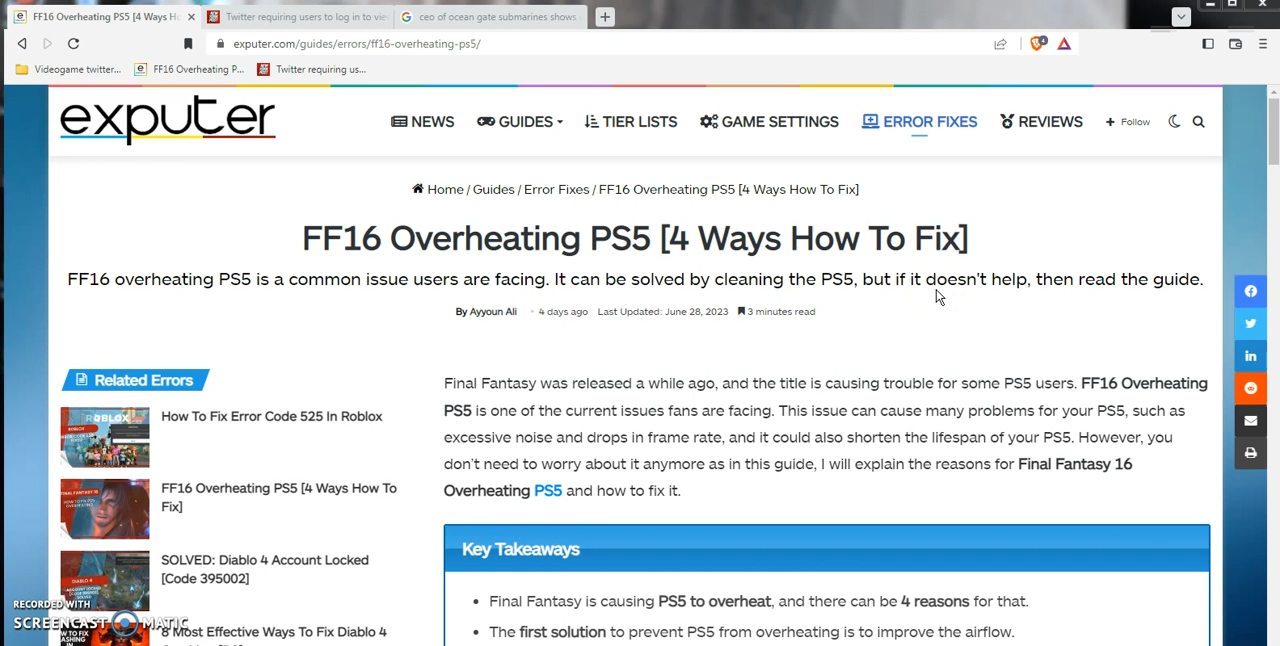 FF16 Overheating PS5 [4 Ways Ho
Twitter requiring users to log in to vie
ceo of ocean gate submarines shows
exputer.com/guides/errors/ff16-overheating-ps5/
4
Videogame twitter...
FF16 Overheating P...
Twitter requiring us...
exputer
NEWS
GUIDES
TIER LISTS
GAME SETTINGS
ERROR FIXES
REVIEWS
+ Follow
Home / Guides / Error Fixes / FF16 Overheating PS5 [4 Ways How To Fix]
FF16 Overheating PS5 [4 Ways How To Fix]
FF16 overheating PS5 is a common issue users are facing. It can be solved by cleaning the PS5, but if it doesn't help, then read the guide.
By Ayyoun Ali
4 days ago
Last Updated: June 28, 2023
3 minutes read
Related Errors
How To Fix Error Code 525 In Roblox
FF16 Overheating PS5 [4 Ways How To
Fix]
SOLVED: Diablo 4 Account Locked
[Code 395002]
8 Most Effective Ways To Fix Diablo 4
Final Fantasy was released a while ago, and the title is causing trouble for some PS5 users. FF16 Overheating
PS5 is one of the current issues fans are facing. This issue can cause many problems for your PS5, such as
excessive noise and drops in frame rate, and it could also shorten the lifespan of your PS5. However, you
don't need to worry about it anymore as in this guide, I will explain the reasons for Final Fantasy 16
Overheating PS5 and how to fix it.
Key Takeaways
• Final Fantasy is causing PS5 to overheat, and there can be 4 reasons for that.
• The first solution to prevent PS5 from overheating is to improve the airflow.
RECORDED WITH
SCREENCAST MATIC